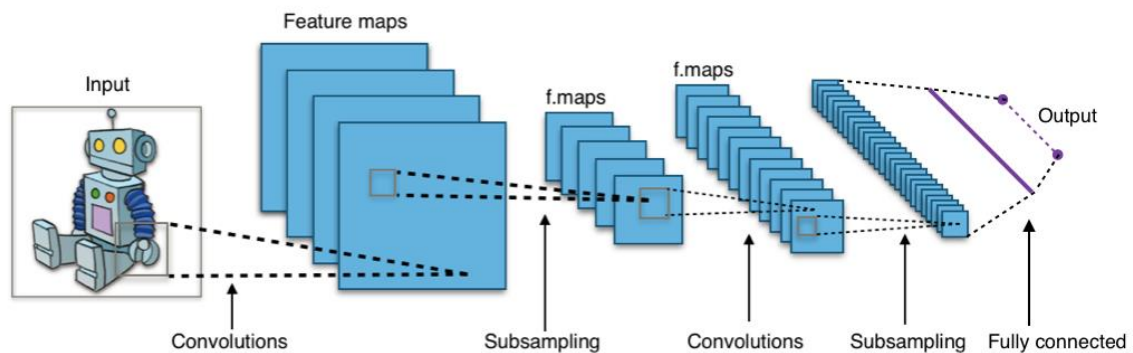 Feature maps
Input
f.maps
f.maps
Output
Convolutions
Subsampling
Convolutions
Subsampling
Fully connected